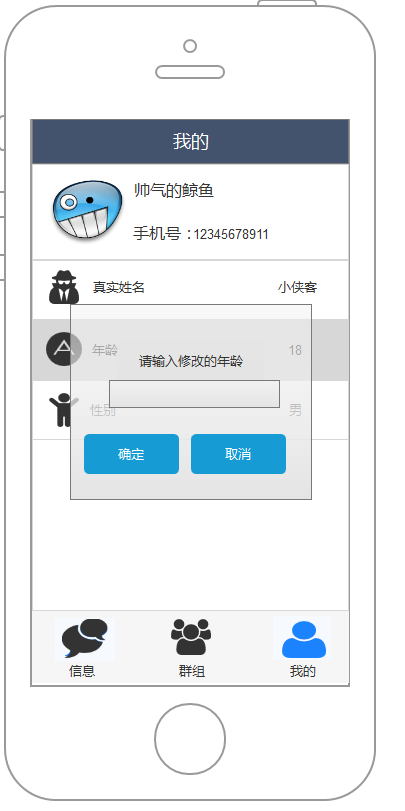 我的
帅气的鲸鱼
手机号：12345678911
真实姓名 小侠客
年龄 18
请输入修改的年龄
性别 男
确定 取消
信息 群组 我的